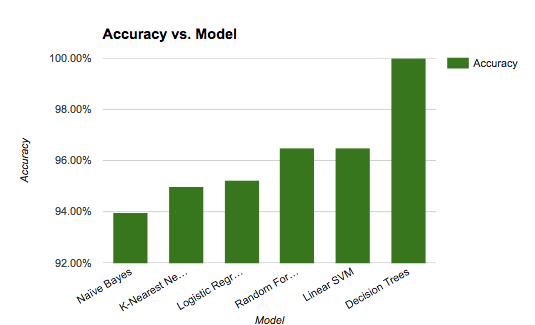 Accuracy vs. Model
100.00%
98.00%
96.00%
94.00%
92.00%
Accuracy
Accuracy
Naïve Bayes
K-Nearest Ne…
Logistic Regr…
Random For…
Linear SVM
Decision Trees
Model